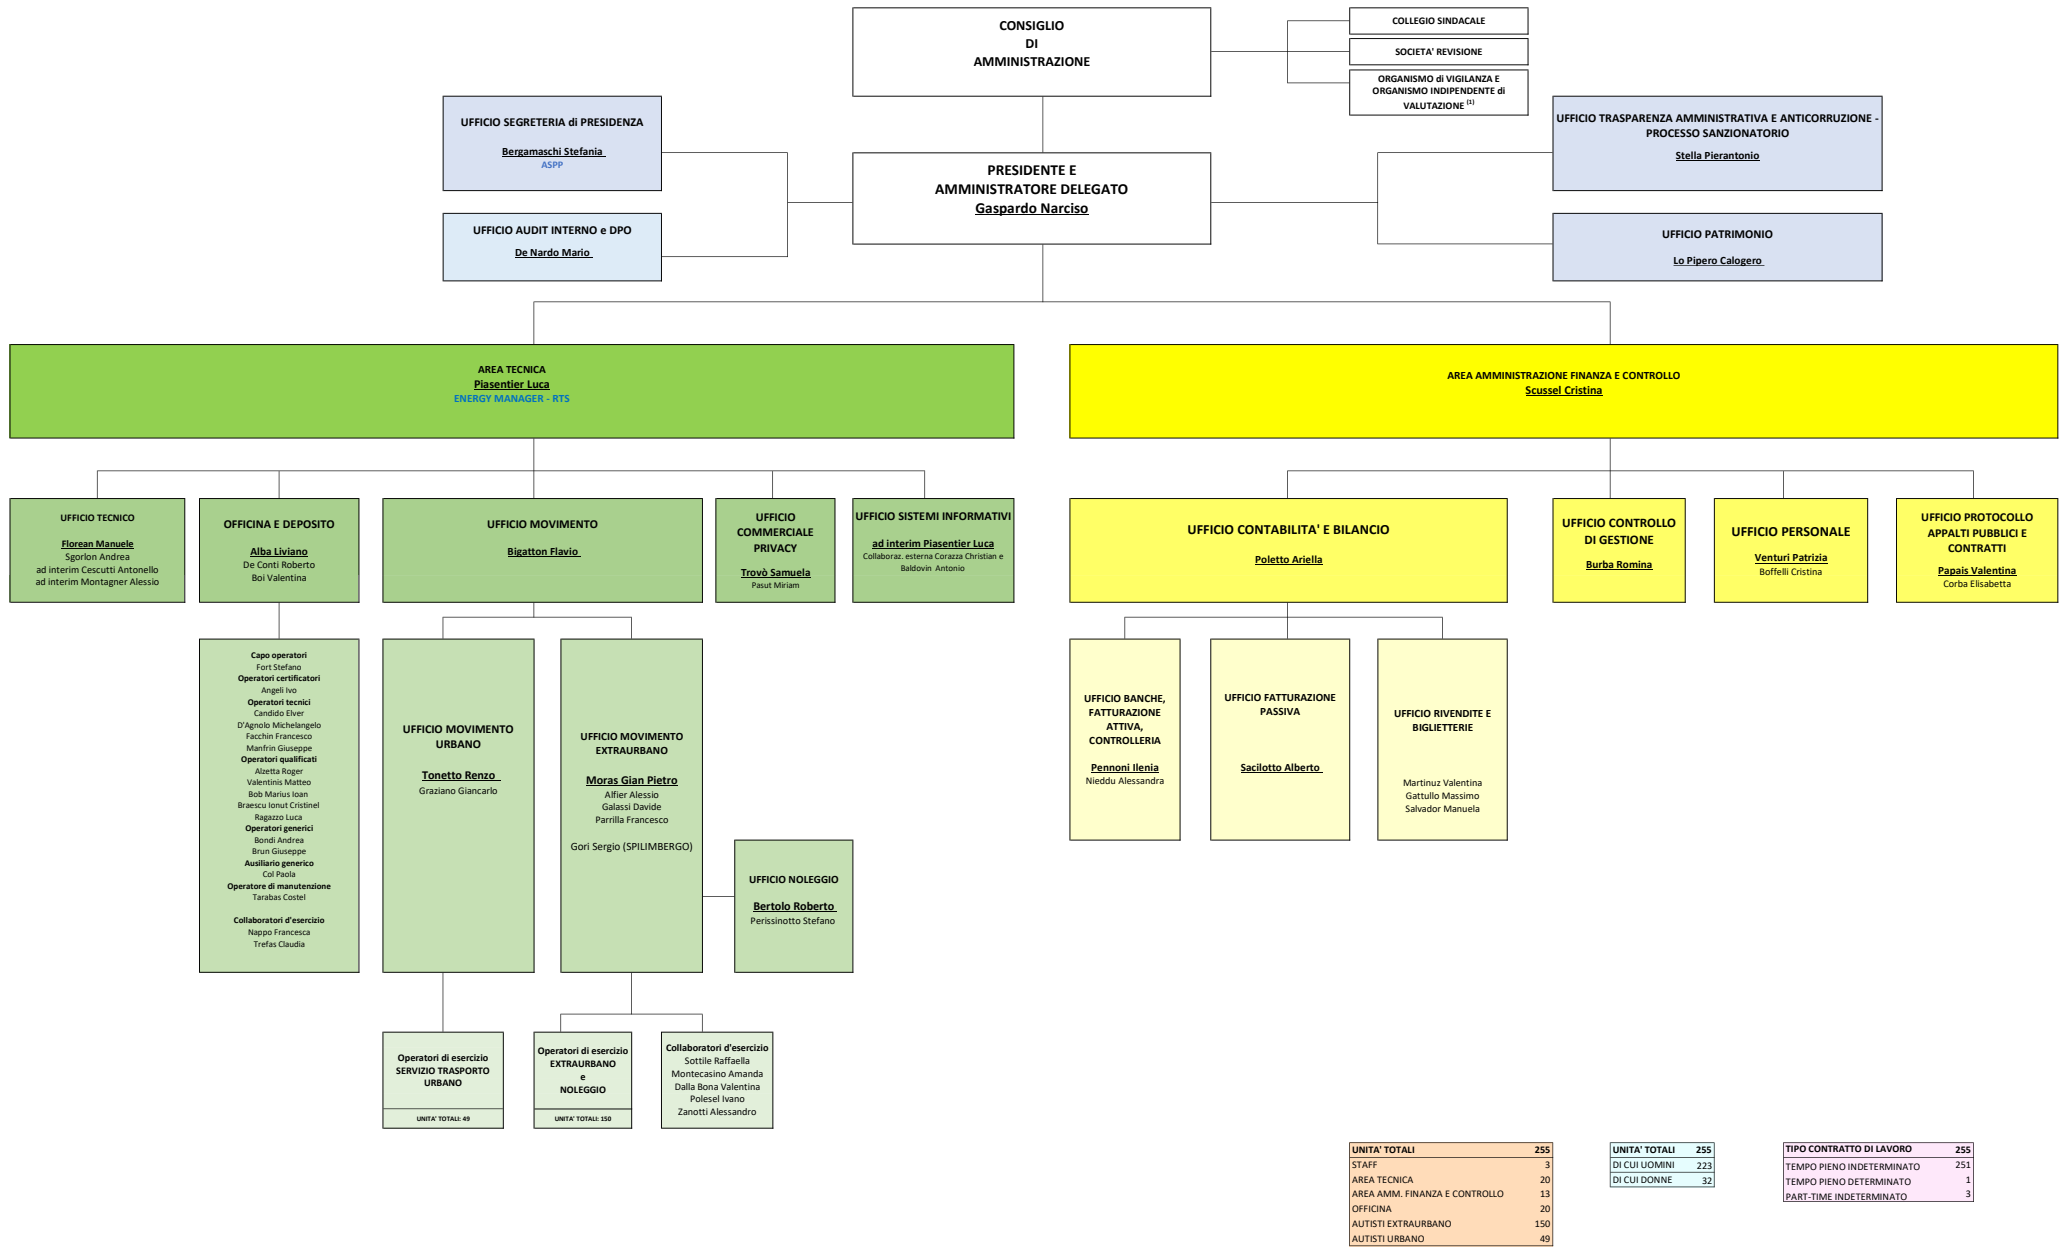 CONSIGLIO
DI
AMMINISTRAZIONE
COLLEGIO SINDACALE
SOCIETA' REVISIONE
ORGANISMO di VIGILANZA E
ORGANISMO INDIPENDENTE di
VALUTAZIONE (1)
UFFICIO SEGRETERIA di PRESIDENZA
Bergamaschi Stefania
ASPP
UFFICIO TRASPARENZA AMMINISTRATIVA E ANTICORRUZIONE -
PROCESSO SANZIONATORIO
Stella Pierantonio
PRESIDENTE E
AMMINISTRATORE DELEGATO
Gaspardo Narciso
UFFICIO AUDIT INTERNO e DPO
De Nardo Mario
UFFICIO PATRIMONIO
Lo Pipero Calogero
AREA TECNICA
Piasentier Luca
ENERGY MANAGER - RTS
AREA AMMINISTRAZIONE FINANZA E CONTROLLO
Scussel Cristina
UFFICIO TECNICO
Florean Manuele
Sgorlon Andrea
ad interim Cescutti Antonello
ad interim Montagner Alessio
OFFICINA E DEPOSITO
Alba Liviano
De Conti Roberto
Boi Valentina
UFFICIO MOVIMENTO
Bigatton Flavio
UFFICIO
COMMERCIALE
PRIVACY
Trovò Samuela
Pasut Miriam
UFFICIO SISTEMI INFORMATIVI
ad interim Piasentier Luca
Collaboraz. esterna Corazza Christian e
Baldovin Antonio
UFFICIO CONTABILITA' E BILANCIO
Poletto Ariella
UFFICIO CONTROLLO
DI GESTIONE
Burba Romina
UFFICIO PERSONALE
Venturi Patrizia
Boffelli Cristina
UFFICIO PROTOCOLLO
APPALTI PUBBLICI E
CONTRATTI
Papais Valentina
Corba Elisabetta
Capo operatori
Fort Stefano
Operatori certificatori
Angeli Ivo
Operatori tecnici
Candido Elver
D'Agnolo Michelangelo
Facchin Francesco
Manfrin Giuseppe
Operatori qualificati
Alzetta Roger
Valentinis Matteo
Bob Marius Ioan
Braescu Ionut Cristinel
Ragazzo Luca
Operatori generici
Bondi Andrea
Brun Giuseppe
Ausiliario generico
Col Paola
Operatore di manutenzione
Tarabas Costel
Collaboratori d'esercizio
Nappo Francesca
Trefas Claudia
UFFICIO MOVIMENTO
URBANO
Tonetto Renzo
Graziano Giancarlo
UFFICIO MOVIMENTO
EXTRAURBANO
Moras Gian Pietro
Alfier Alessio
Galassi Davide
Parrilla Francesco
Gori Sergio (SPILIMBERGO)
UFFICIO NOLEGGIO
Bertolo Roberto
Perissinotto Stefano
UFFICIO BANCHE,
FATTURAZIONE
ATTIVA,
CONTROLLERIA
Pennoni Ilenia
Nieddu Alessandra
UFFICIO FATTURAZIONE
PASSIVA
Sacilotto Alberto
UFFICIO RIVENDITE E
BIGLIETTERIE
Martinuz Valentina
Gattullo Massimo
Salvador Manuela
Operatori di esercizio
SERVIZIO TRASPORTO
URBANO
UNITA' TOTALI: 49
Operatori di esercizio
EXTRAURBANO
e
NOLEGGIO
UNITA' TOTALI: 150
Collaboratori d'esercizio
Sottile Raffaella
Montecasino Amanda
Dalla Bona Valentina
Polesel Ivano
Zanotti Alessandro
UNITA' TOTALI 255
STAFF 3
AREA TECNICA 20
AREA AMM. FINANZA E CONTROLLO 13
OFFICINA 20
AUTISTI EXTRAURBANO 150
AUTISTI URBANO 49
UNITA' TOTALI 255
DI CUI UOMINI 223
DI CUI DONNE 32
TIPO CONTRATTO DI LAVORO 255
TEMPO PIENO INDETERMINATO 251
TEMPO PIENO DETERMINATO 1
PART-TIME INDETERMINATO 3